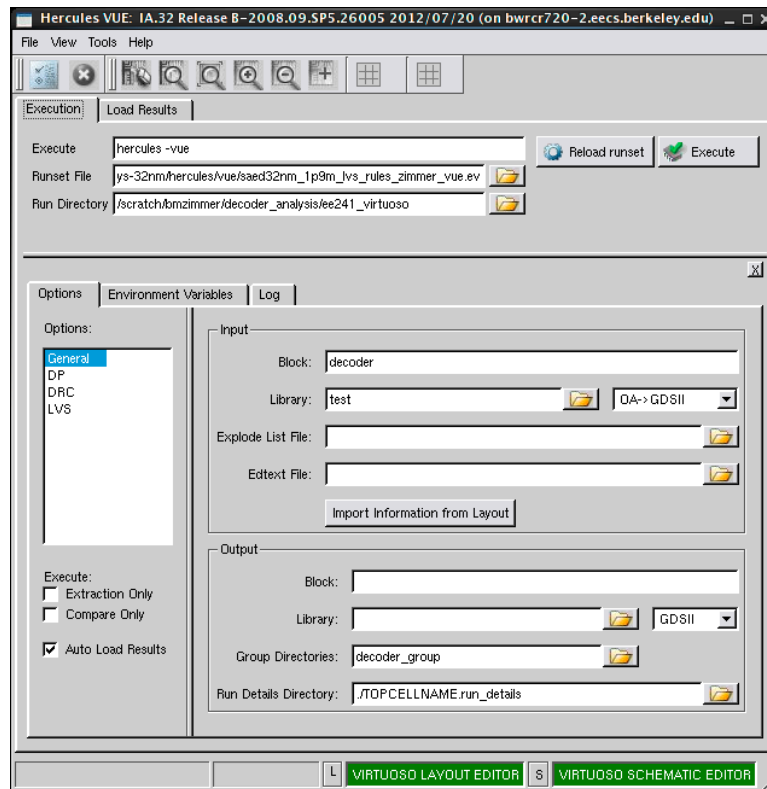 Hercules VUE: IA.32 Release B-2008.09.SP5.26005 2012/07/20 (on bwrcr720-2.eecs.berkeley.edu)
File View Tools Help
Execution Load Results
Execute hercules -vue Reload runset Execute
Runset File ys-32nm/hercules/vue/saed32nm_1p9m_lvs_rules_zimmer_vue.ev
Run Directory /scratch/bmzimmer/decoder_analysis/ee241_virtuoso
X
Options Environment Variables Log
Options:
General
DP
DRC
LVS
Execute:
Extraction Only
Compare Only
Auto Load Results
Input
Block: decoder
Library: test OA->GDSII
Explode List File:
Edtext File:
Import Information from Layout
Output
Block:
Library: GDSII
Group Directories: decoder_group
Run Details Directory: ./TOPCELLNAME.run_details
L VIRTUOSO LAYOUT EDITOR S VIRTUOSO SCHEMATIC EDITOR